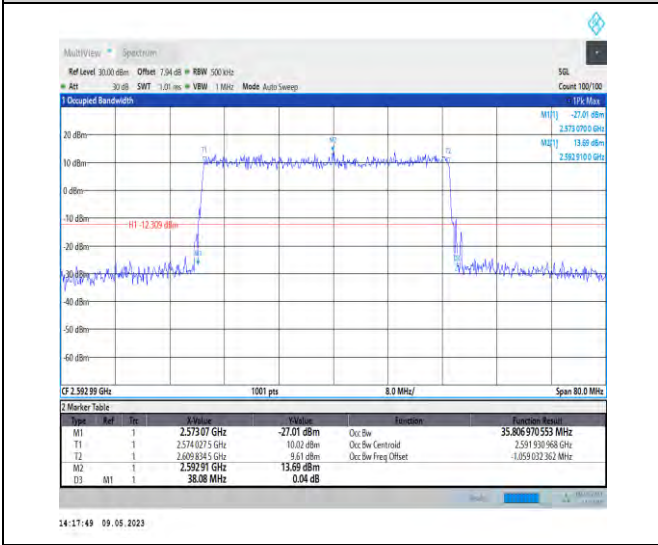 MultiView Spectrum
Ref Level 30.00 dBm Offset 7.94 dB RBW 500 kHz SGL
Att 30 dB SWT 1.01 ms VBW 1 MHz Mode Auto Sweep Count 100/100
1 Occupied Bandwidth 1Pk Max
M1[1] -27.01 dBm
2.573 070 0 GHz
M2[1] 13.69 dBm
2.592 910 0 GHz
20 dBm
T1 M2 T2
10 dBm
0 dBm
-10 dBm
H1 -12.309 dBm
-20 dBm
M1
-30 dBm
-40 dBm
-50 dBm
-60 dBm
CF 2.592 99 GHz 1001 pts 8.0 MHz/ Span 80.0 MHz
2 Marker Table
Type Ref Trc X-Value Y-Value Function Function Result
M1 1 2.573 07 GHz -27.01 dBm Occ Bw 35.806 970 553 MHz
T1 1 2.574 027 5 GHz 10.02 dBm Occ Bw Centroid 2.591 930 968 GHz
T2 1 2.609 834 5 GHz 9.61 dBm Occ Bw Freq Offset -1.059 032 362 MHz
M2 1 2.592 91 GHz 13.69 dBm
D3 M1 1 38.08 MHz 0.04 dB
14:17:49 09.05.2023